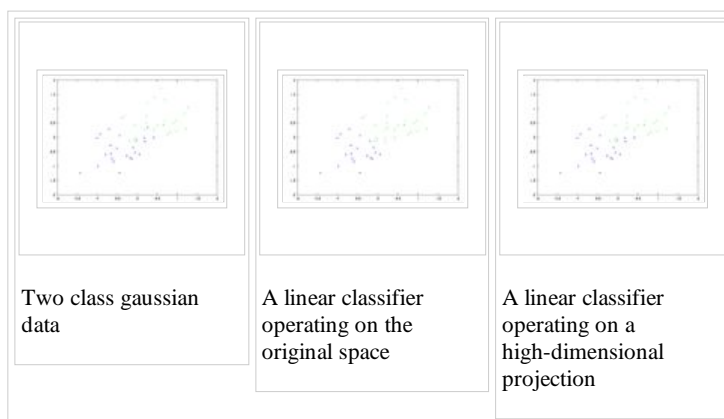 Two class gaussian
data
A linear classifier
operating on the
original space
A linear classifier
operating on a
high-dimensional
projection